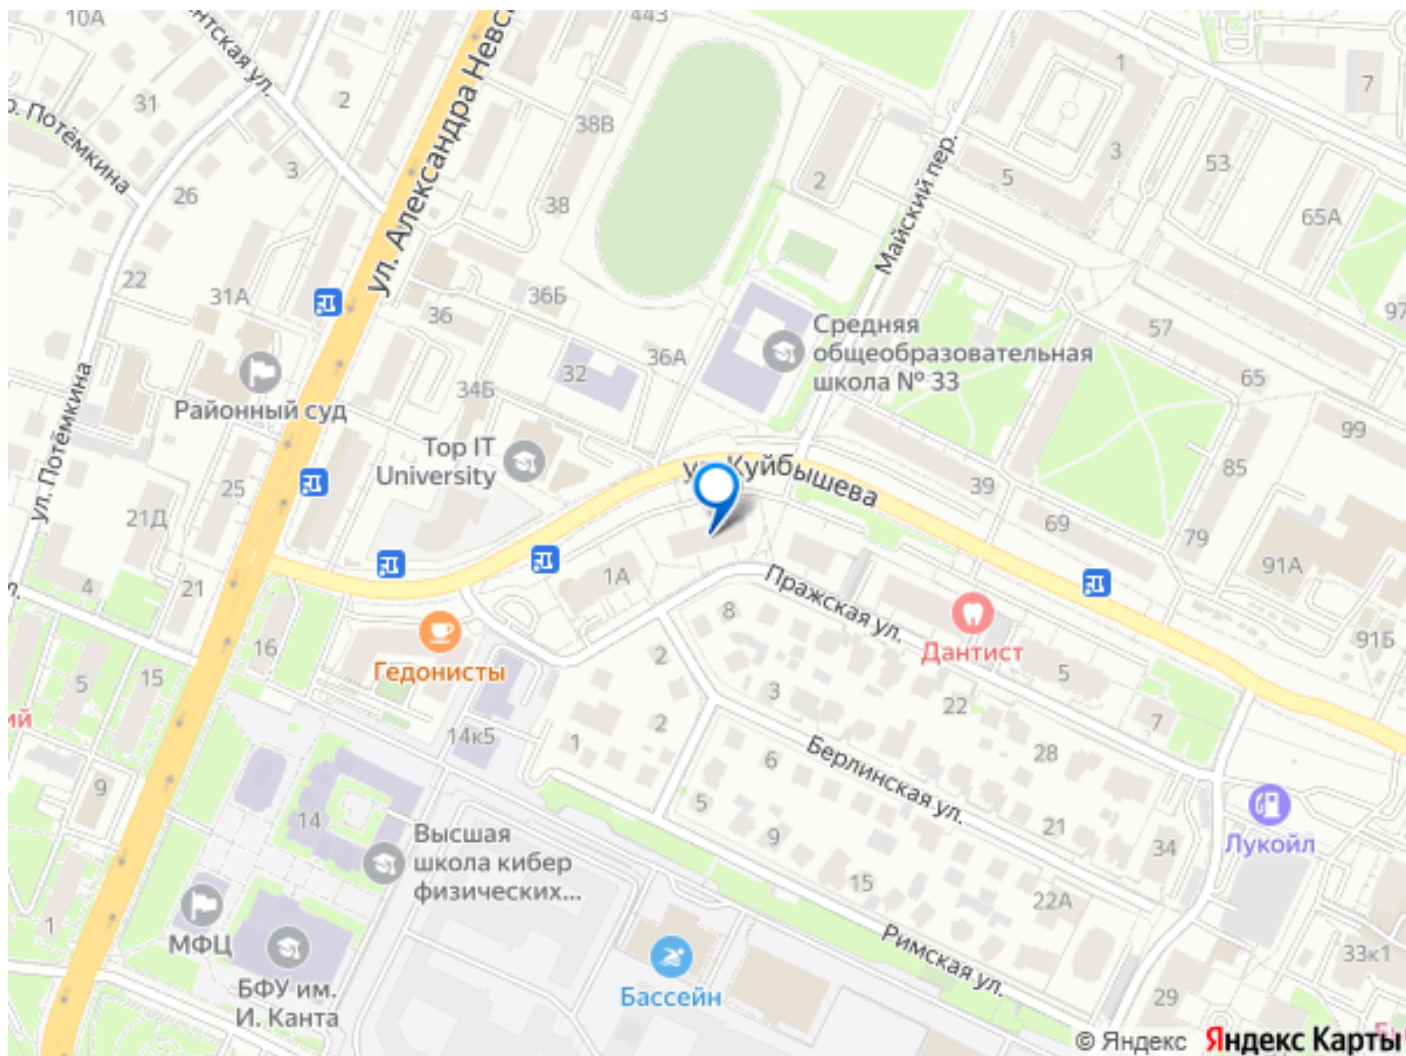 10А
нтская ул.
443
ул. Александра Невс
1
7
31
2
38В
3
53
р. Потёмкина
3
5
2
Майский пер.
26
38
65А
22
31А
36Б
36
97
57
Средняя
общеобразовательная
школа № 33
36А
32
34Б
65
ул. Потёмкина
Районный суд
99
Top IT
University
ул. Куйбышева
85
25
39
69
21Д
79
91А
4
21
1А
Пражская ул.
8
Дантист
91Б
16
Гедонисты
2
5
15
5
3
22
7
ий
2
14к5
1
28
6
Берлинская ул.
9
5
21
9
34
Лукойл
14
Высшая
школа кибер
физических...
15
22А
1
МФЦ
Римская ул.
33к1
БФУ им.
И. Канта
Бассейн
29
© Яндекс Яндекс Карты